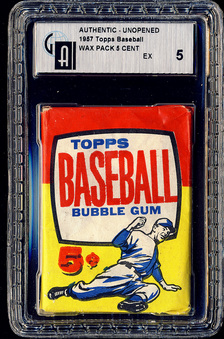 GAI
AUTHENTIC - UNOPENED
1957 Topps Baseball
WAX PACK 5 CENT
EX 5
TOPPS
BASEBALL
BUBBLE GUM
5¢